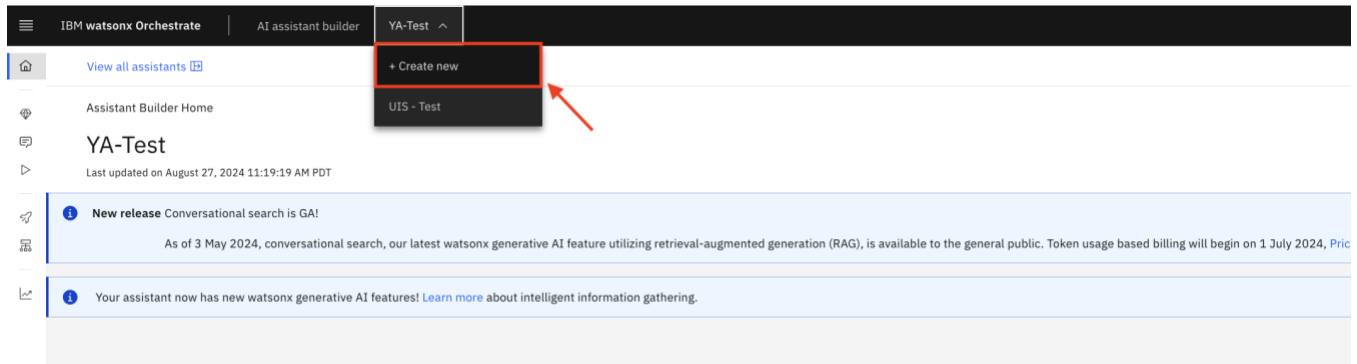 IBM watsonx Orchestrate
AI assistant builder
YA-Test
+ Create new
UIS - Test
View all assistants
Assistant Builder Home
YA-Test
Last updated on August 27, 2024 11:19:19 AM PDT
New release Conversational search is GA!
As of 3 May 2024, conversational search, our latest watsonx generative AI feature utilizing retrieval-augmented generation (RAG), is available to the general public. Token usage based billing will begin on 1 July 2024, Pric
Your assistant now has new watsonx generative AI features! Learn more about intelligent information gathering.